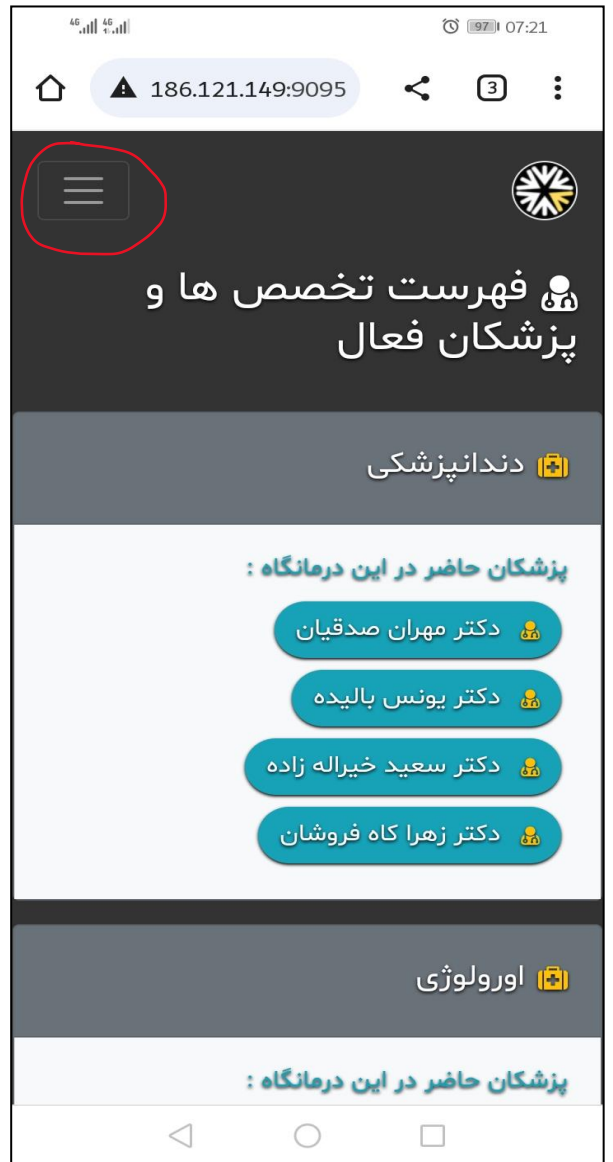 4G 4G 97 07:21
186.121.149:9095 3
فهرست تخصص ها و
پزشکان فعال
دندانپزشکی
پزشکان حاضر در این درمانگاه :
دکتر مهران صدقیان
دکتر یونس بالیده
دکتر سعید خیراله زاده
دکتر زهرا کاه فروشان
اورولوژی
پزشکان حاضر در این درمانگاه :